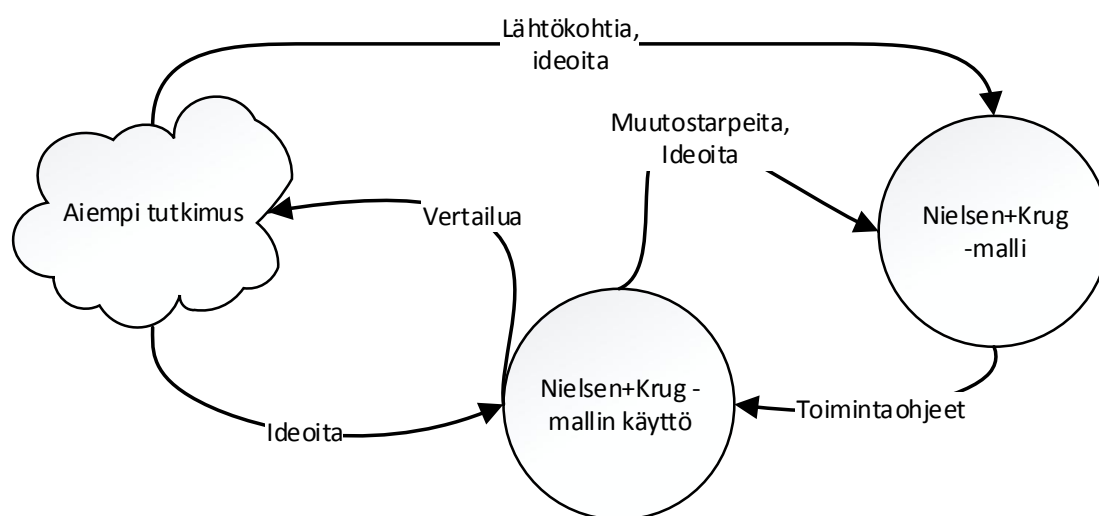 Lähtökohtia,
ideoita
Muutostarpeita,
Ideoita
Aiempi tutkimus
Vertailua
Nielsen+Krug
-malli
Nielsen+Krug -
mallin käyttö
Toimintaohjeet
Ideoita